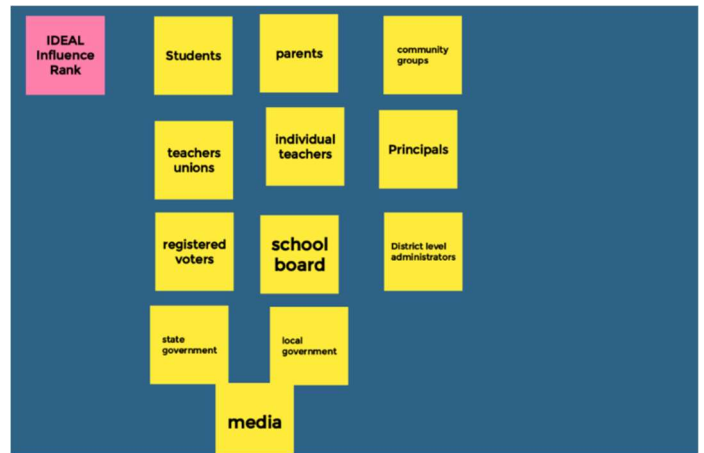 IDEAL
Influence
Rank
Students
parents
community
groups
teachers
unions
individual
teachers
Principals
registered
voters
school
board
District level
administrators
state
government
local
government
media